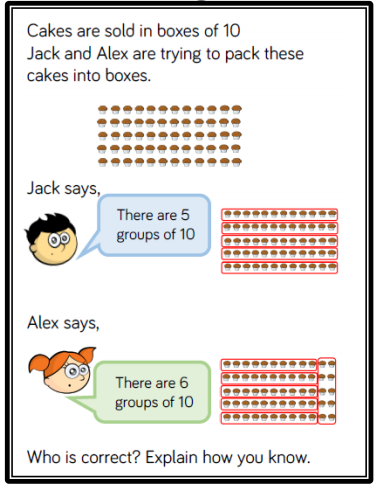 Cakes are sold in boxes of 10
Jack and Alex are trying to pack these
cakes into boxes.
Jack says,
There are 5
groups of 10
Alex says,
There are 6
groups of 10
Who is correct? Explain how you know.